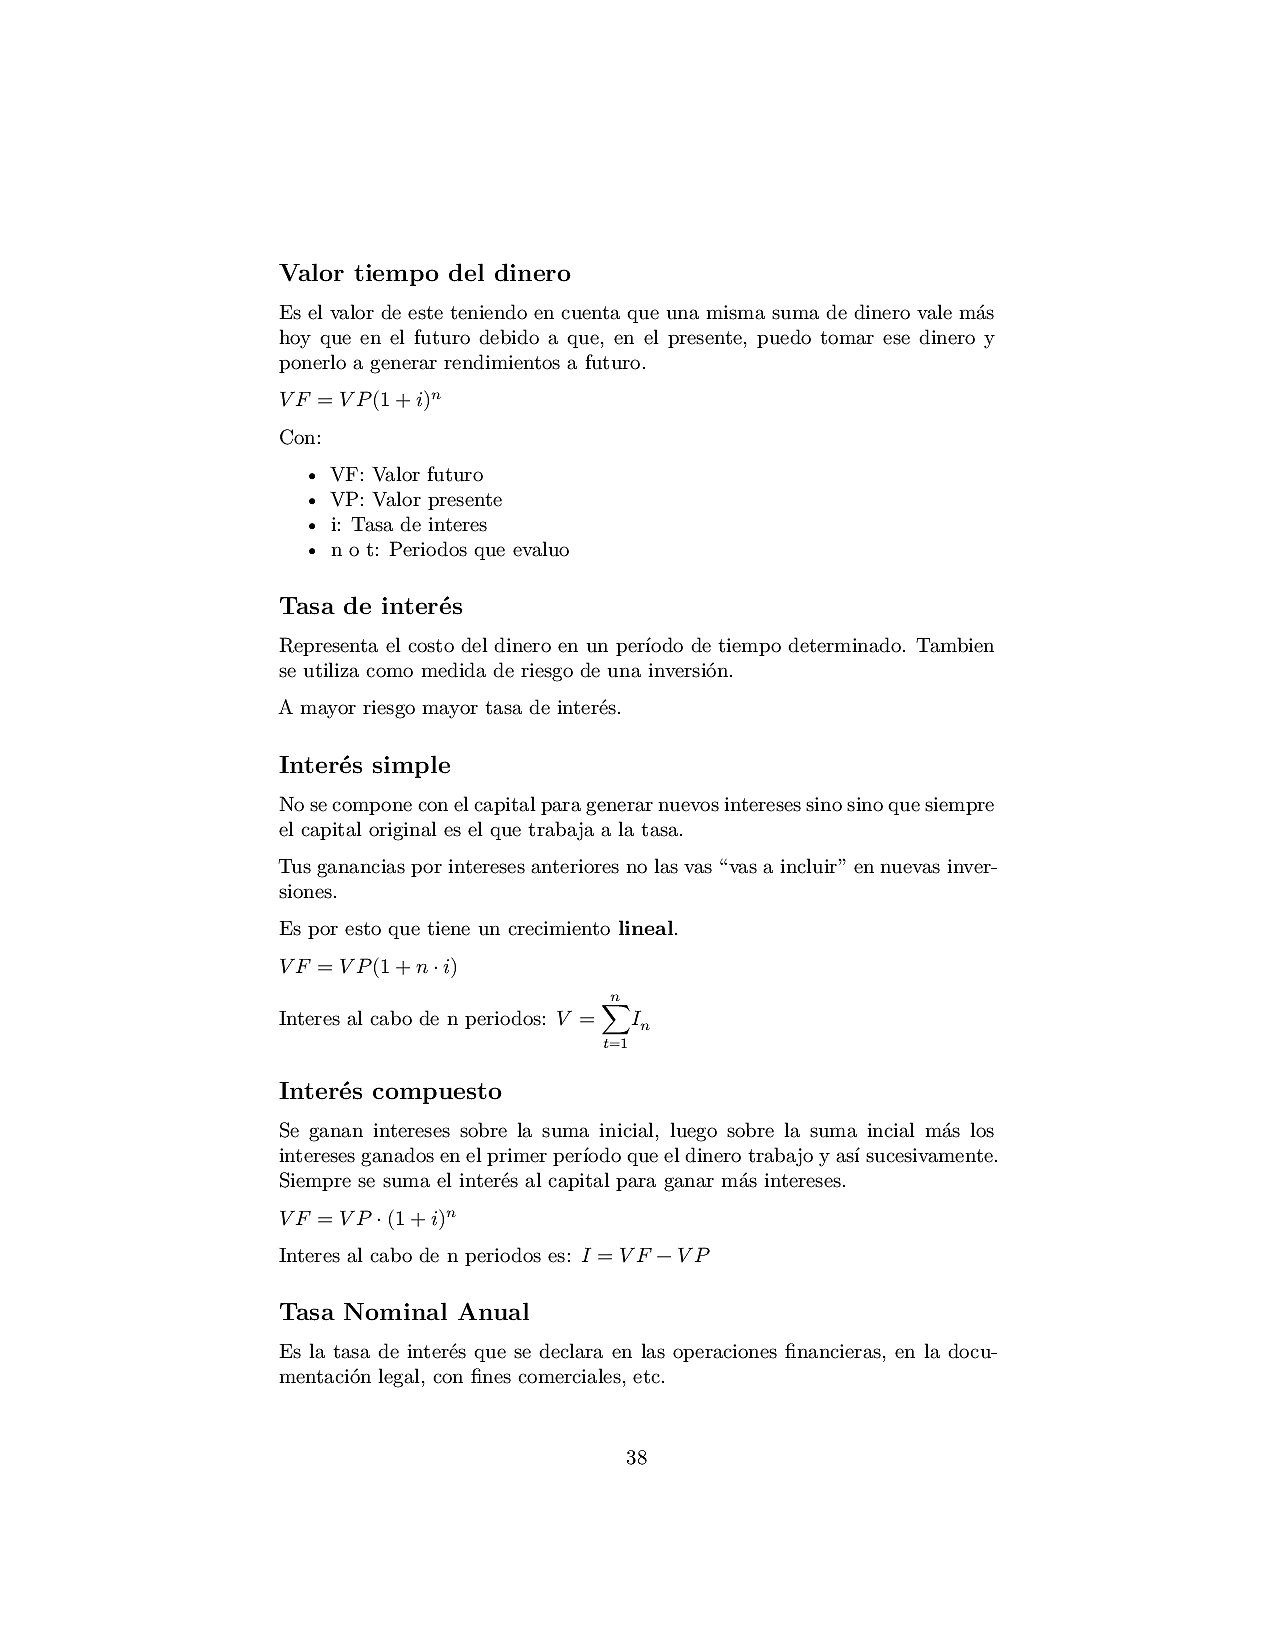 Valor tiempo del dinero
Es el valor de este teniendo en cuenta que una misma suma de dinero vale más
hoy que en el futuro debido a que, en el presente, puedo tomar ese dinero y
ponerlo a generar rendimientos a futuro.
VF = VP(1 + i)^n
Con:
• VF: Valor futuro
• VP: Valor presente
• i: Tasa de interes
• n o t: Periodos que evaluo
Tasa de interés
Representa el costo del dinero en un período de tiempo determinado. Tambien
se utiliza como medida de riesgo de una inversión.
A mayor riesgo mayor tasa de interés.
Interés simple
No se compone con el capital para generar nuevos intereses sino sino que siempre
el capital original es el que trabaja a la tasa.
Tus ganancias por intereses anteriores no las vas “vas a incluir” en nuevas inver-
siones.
Es por esto que tiene un crecimiento lineal.
VF = VP(1 + n · i)
Interes al cabo de n periodos: V = \sum_{t=1}^{n} I_n
Interés compuesto
Se ganan intereses sobre la suma inicial, luego sobre la suma incial más los
intereses ganados en el primer período que el dinero trabajo y así sucesivamente.
Siempre se suma el interés al capital para ganar más intereses.
VF = VP · (1 + i)^n
Interes al cabo de n periodos es: I = VF − VP
Tasa Nominal Anual
Es la tasa de interés que se declara en las operaciones financieras, en la docu-
mentación legal, con fines comerciales, etc.
38